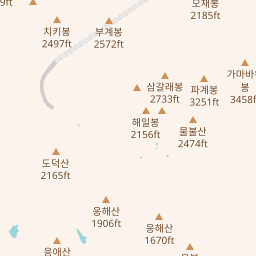 9ft
오재봉
2185ft
치키봉
2497ft
부계봉
2572ft
가마바위
봉
3458ft
삼갈래봉
2733ft
파계봉
3251ft
해일봉
2156ft
물불산
2474ft
도덕산
2165ft
응해산
1906ft
응해산
1670ft
응애산